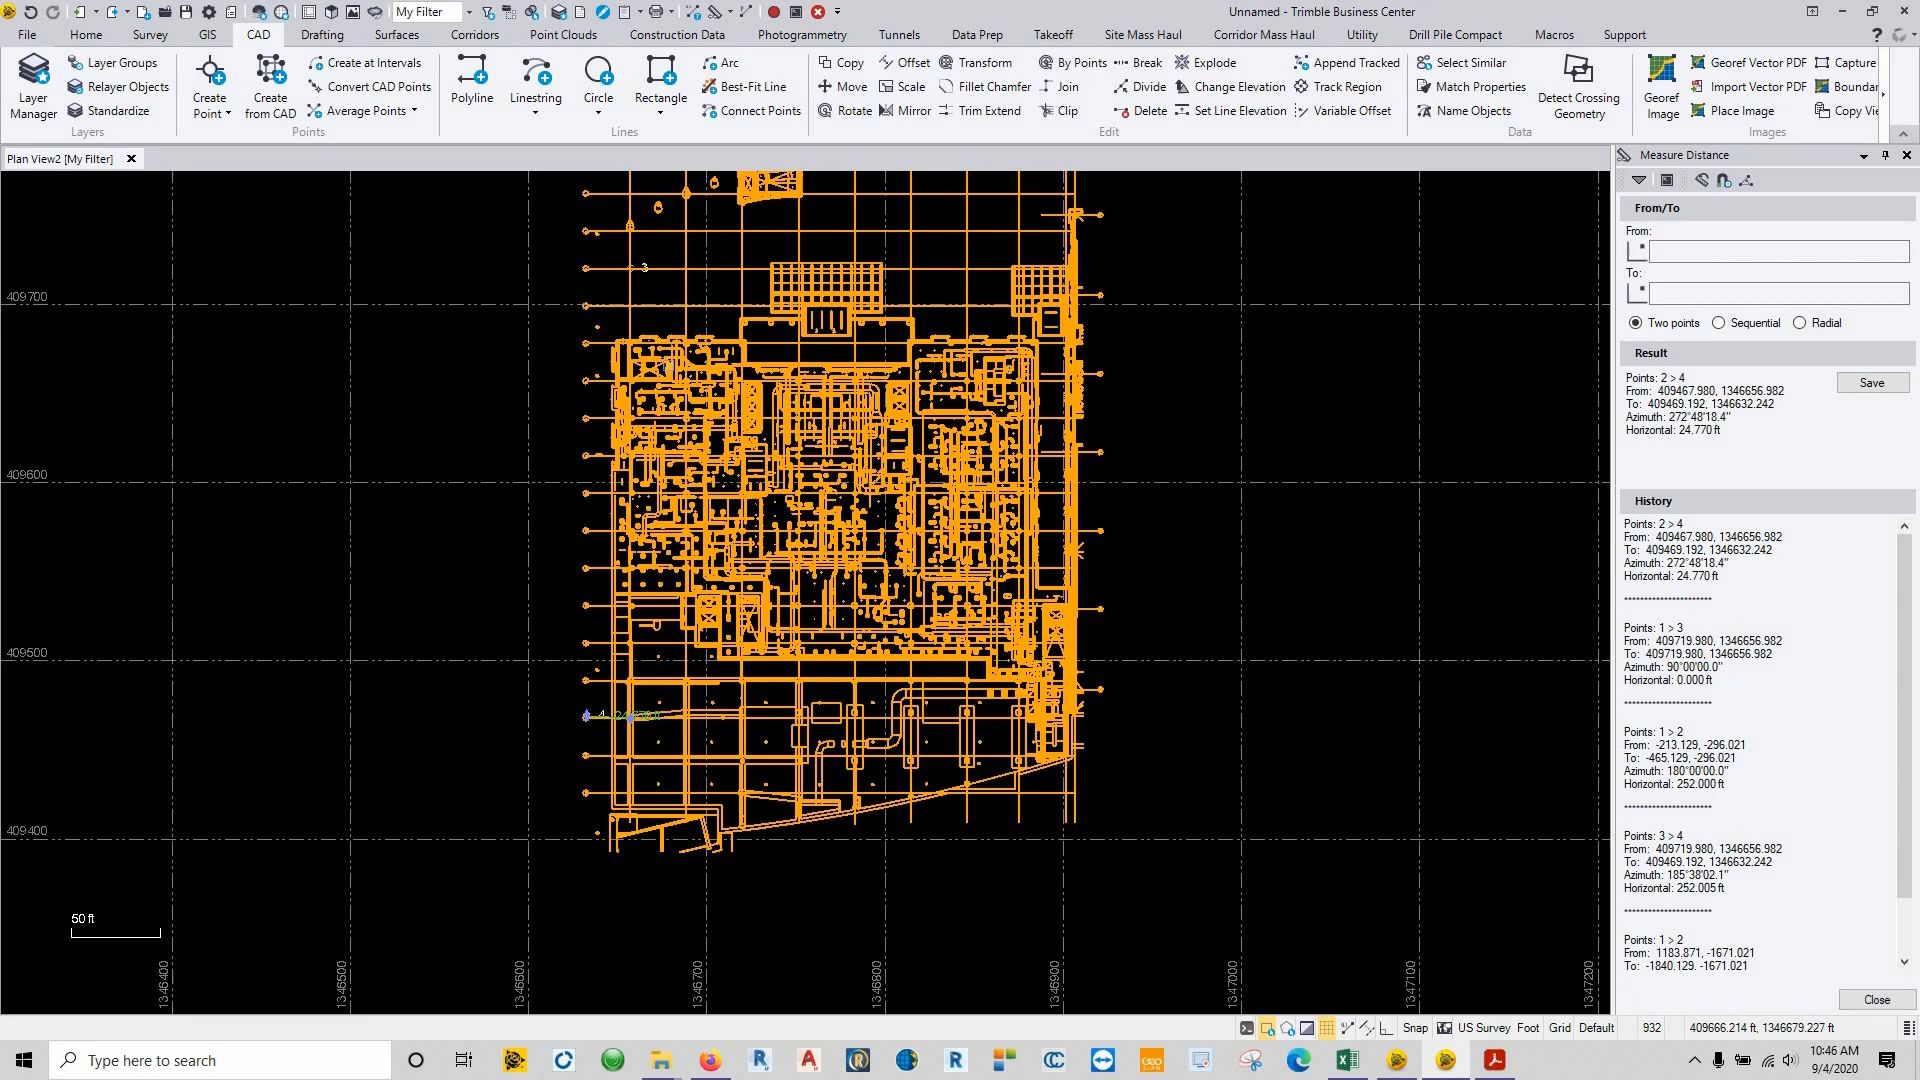 My Filter
Unnamed - Trimble Business Center
File
Home
Survey
GIS
CAD
Drafting
Surfaces
Corridors
Point Clouds
Construction Data
Photogrammetry
Tunnels
Data Prep
Takeoff
Site Mass Haul
Corridor Mass Haul
Utility
Drill Pile Compact
Macros
Support
Layer Manager
Layer Groups
Relayer Objects
Standardize
Layers
Create Point
Create from CAD
Create at Intervals
Convert CAD Points
Average Points
Points
Polyline
Linestring
Circle
Rectangle
Arc
Best-Fit Line
Connect Points
Lines
Copy
Move
Rotate
Offset
Scale
Mirror
Transform
Fillet Chamfer
Trim Extend
By Points
Join
Clip
Break
Divide
Delete
Explode
Change Elevation
Set Line Elevation
Append Tracked
Track Region
Variable Offset
Edit
Select Similar
Match Properties
Name Objects
Detect Crossing Geometry
Data
Georef Image
Georef Vector PDF
Import Vector PDF
Place Image
Capture
Boundar
Copy Vie
Images
Plan View2 [My Filter]
409700
409600
409500
409400
3
4
50 ft
1346400
1346500
1346600
1346700
1346800
1346900
1347000
1347100
1347200
Measure Distance
From/To
From:
To:
Two points
Sequential
Radial
Result
Points: 2 > 4
From: 409467.980, 1346656.982
To: 409469.192, 1346632.242
Azimuth: 272°48'18.4"
Horizontal: 24.770 ft
Save
History
Points: 2 > 4
From: 409467.980, 1346656.982
To: 409469.192, 1346632.242
Azimuth: 272°48'18.4"
Horizontal: 24.770 ft
**********************
Points: 1 > 3
From: 409719.980, 1346656.982
To: 409719.980, 1346656.982
Azimuth: 90°00'00.0"
Horizontal: 0.000 ft
**********************
Points: 1 > 2
From: -213.129, -296.021
To: -465.129, -296.021
Azimuth: 180°00'00.0"
Horizontal: 252.000 ft
**********************
Points: 3 > 4
From: 409719.980, 1346656.982
To: 409469.192, 1346632.242
Azimuth: 185°38'02.1"
Horizontal: 252.005 ft
**********************
Points: 1 > 2
From: 1183.871, -1671.021
To: -1840.129, -1671.021
Close
Snap
US Survey Foot
Grid
Default
932
409666.214 ft, 1346679.227 ft
Type here to search
10:46 AM
9/4/2020